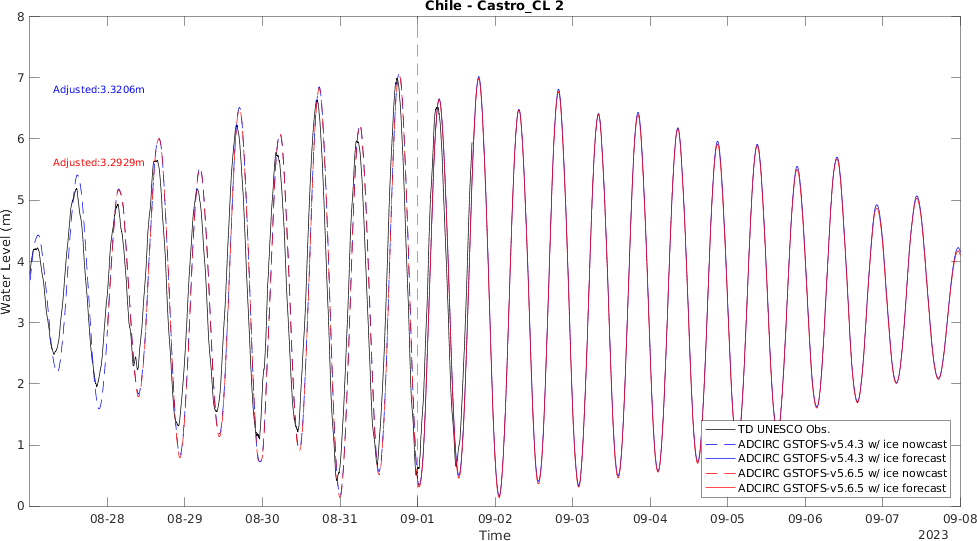 Chile - Castro_CL 2
8
7
6
5
4
3
2
1
0
Water Level (m)
Adjusted:3.3206m
Adjusted:3.2929m
TD UNESCO Obs.
ADCIRC GSTOFS-v5.4.3 w/ ice nowcast
ADCIRC GSTOFS-v5.4.3 w/ ice forecast
ADCIRC GSTOFS-v5.6.5 w/ ice nowcast
ADCIRC GSTOFS-v5.6.5 w/ ice forecast
08-28 08-29 08-30 08-31 09-01 09-02 09-03 09-04 09-05 09-06 09-07 09-08
Time
2023